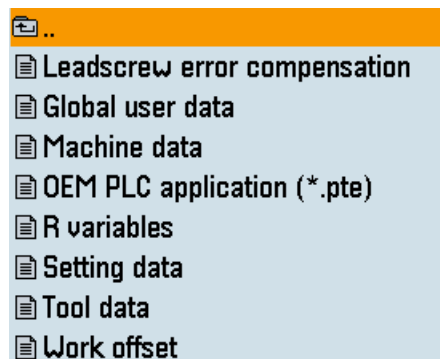 ..
Leadscrew error compensation
Global user data
Machine data
OEM PLC application (*.pte)
R variables
Setting data
Tool data
Work offset